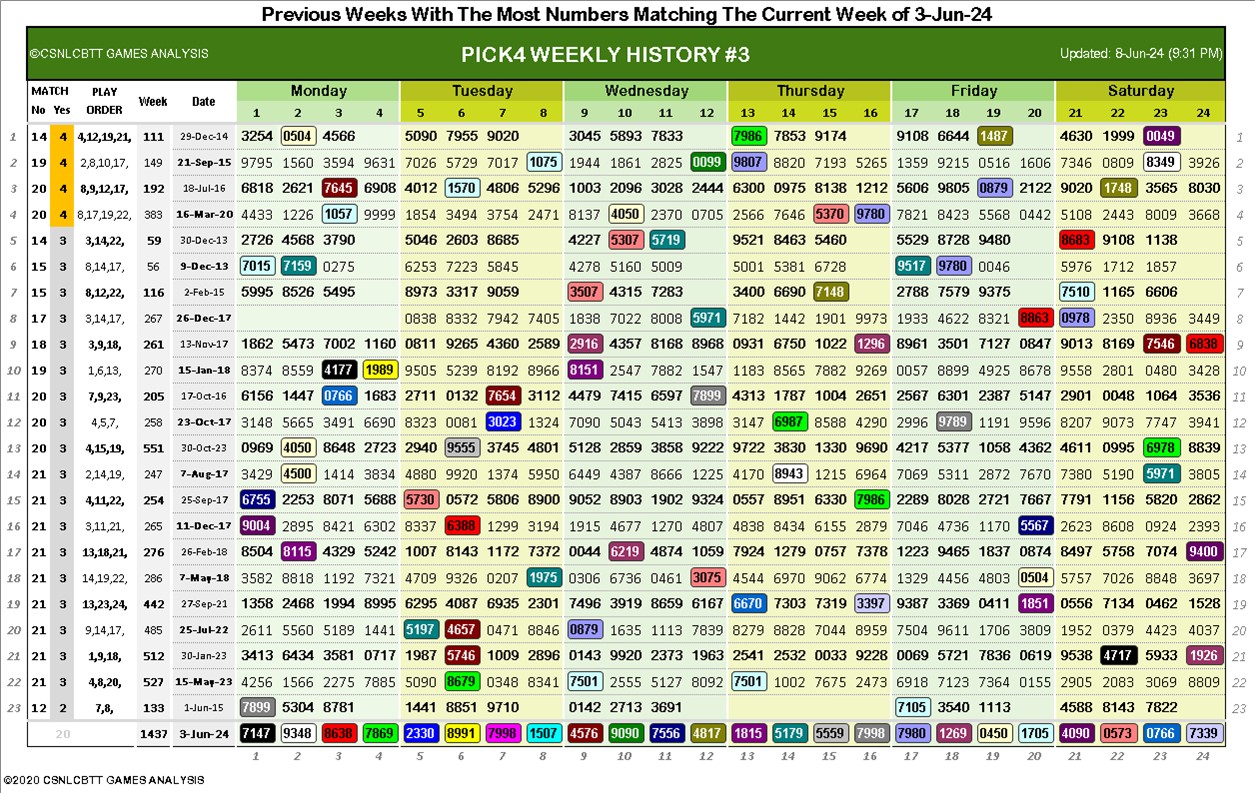 Previous Weeks With The Most Numbers Matching The Current Week of 3-Jun-24
©CSNLCBTT GAMES ANALYSIS PICK4 WEEKLY HISTORY #3 Updated: 8-Jun-24 (9:31 PM)
MATCH PLAY Week Date Monday Tuesday Wednesday Thursday Friday Saturday
No Yes ORDER 1 2 3 4 5 6 7 8 9 10 11 12 13 14 15 16 17 18 19 20 21 22 23 24
1 14 4 4,12,19,21, 111 29-Dec-14 3254 0504 4566 5090 7955 9020 3045 5893 7833 7986 7853 9174 9108 6644 1487 4630 1999 0049 1
2 19 4 2,8,10,17, 149 21-Sep-15 9795 1560 3594 9631 7026 5729 7017 1075 1944 1861 2825 0099 9807 8820 7193 5265 1359 9215 0516 1606 7346 0809 8349 3926 2
3 20 4 8,9,12,17, 192 18-Jul-16 6818 2621 7645 6908 4012 1570 4806 5296 1003 2096 3028 2444 6300 0975 8138 1212 5606 9805 0879 2122 9020 1748 3565 8030 3
4 20 4 8,17,19,22, 383 16-Mar-20 4433 1226 1057 9999 1854 3494 3754 2471 8137 4050 2370 0705 2566 7646 5370 9780 7821 8423 5568 0442 5108 2443 8009 3668 4
5 14 3 3,14,22, 59 30-Dec-13 2726 4568 3790 5046 2603 8685 4227 5307 5719 9521 8463 5460 5529 8728 9480 8683 9108 1138 5
6 15 3 8,14,17, 56 9-Dec-13 7015 7159 0275 6253 7223 5845 4278 5160 5009 5001 5381 6728 9517 9780 0046 5976 1712 1857 6
7 15 3 8,12,22, 116 2-Feb-15 5995 8526 5495 8973 3317 9059 3507 4315 7283 3400 6690 7148 2788 7579 9375 7510 1165 6606 7
8 17 3 3,14,17, 267 26-Dec-17 0838 8332 7942 7405 1838 7022 8008 5971 7182 1442 1901 9973 1933 4622 8321 8863 0978 2350 8936 3449 8
9 18 3 3,9,18, 261 13-Nov-17 1862 5473 7002 1160 0811 9265 4360 2589 2916 4357 8168 8968 0931 6750 1022 1296 8961 3501 7127 0847 9013 8169 7546 6838 9
10 19 3 1,6,13, 270 15-Jan-18 8374 8559 4177 1989 9505 5239 8192 8966 8151 2547 7882 1547 1183 8565 7882 9269 0057 8899 4925 8678 9558 2801 0480 3428 10
11 20 3 7,9,23, 205 17-Oct-16 6156 1447 0766 1683 2711 0132 7654 3112 4479 7415 6597 7899 4313 1787 1004 2651 2567 6301 2387 5147 2901 0048 1064 3536 11
12 20 3 4,5,7, 258 23-Oct-17 3148 5665 3491 6690 8323 0081 3023 1324 7090 5043 5413 3898 3147 6987 8588 4290 2996 9789 1191 9596 8207 9073 7747 3941 12
13 20 3 4,15,19, 551 30-Oct-23 0969 4050 8648 2723 2940 9555 3745 4801 5128 2659 3858 9222 9722 3830 1330 9690 4217 5377 1058 4362 4611 0995 6978 8839 13
14 21 3 2,14,19, 247 7-Aug-17 3429 4500 1414 3834 4880 9920 1374 5950 6449 4387 8666 1225 4170 8943 1215 6964 7069 5311 2872 7670 7380 5190 5971 3805 14
15 21 3 4,11,22, 254 25-Sep-17 6755 2253 8071 5688 5730 0572 5806 8900 9052 8903 1902 3324 0557 8951 6330 7986 2289 8022 2721 7667 7791 1156 5820 2862 15
16 21 3 3,11,21, 265 11-Dec-17 9004 2895 8421 6302 8337 6388 1299 3194 1915 4677 1270 4807 4838 8434 6155 2879 7046 4736 1170 5567 2623 8608 0924 2393 16
17 21 3 13,18,21, 276 26-Feb-18 8504 8115 4329 5242 1007 8143 1172 7372 0044 6219 4874 1059 7924 1279 0757 7378 1223 9465 1837 0874 8497 5758 7074 9400 17
18 21 3 14,19,22, 286 7-May-18 3582 8818 1192 7321 4709 9326 0207 1975 0306 6736 0461 3075 4544 6970 9062 6774 1329 4456 4803 0504 5757 7026 8848 3697 18
19 21 3 13,23,24, 442 27-Sep-21 1358 2468 1994 8995 6295 4087 6935 2301 7496 3919 8659 6167 6670 7303 7319 3397 9387 3369 0411 1851 0556 7134 0462 1528 19
20 21 3 9,14,17, 485 25-Jul-22 2611 5560 5189 1441 5197 4657 0471 8846 0879 1635 1113 7839 8279 8828 7044 8959 7504 9611 1706 3809 1952 0379 4423 4037 20
21 21 3 1,9,18, 512 30-Jan-23 3413 6434 3581 0717 1987 5746 1009 2896 0143 9920 2373 1963 2541 2532 0033 9228 0069 5721 7836 0619 9538 4717 5933 1926 21
22 21 3 4,8,20, 527 15-May-23 4256 1566 2275 7885 5090 8679 0348 8341 7501 2555 5127 8092 7501 1002 7675 2473 6918 7123 7364 0155 2905 2083 3069 8809 22
23 12 2 7,8, 133 1-Jun-15 7899 5304 8781 1441 8851 9710 0142 2713 3691 7105 3540 1113 4588 8143 7822 23
20 1437 3-Jun-24 7147 9348 8638 7869 2330 8991 7998 1507 4576 9090 7556 4817 1815 5179 5559 7998 7980 1269 0450 1705 4090 0573 0766 7339
1 2 3 4 5 6 7 8 9 10 11 12 13 14 15 16 17 18 19 20 21 22 23 24
©2020 CSNLCBTT GAMES ANALYSIS